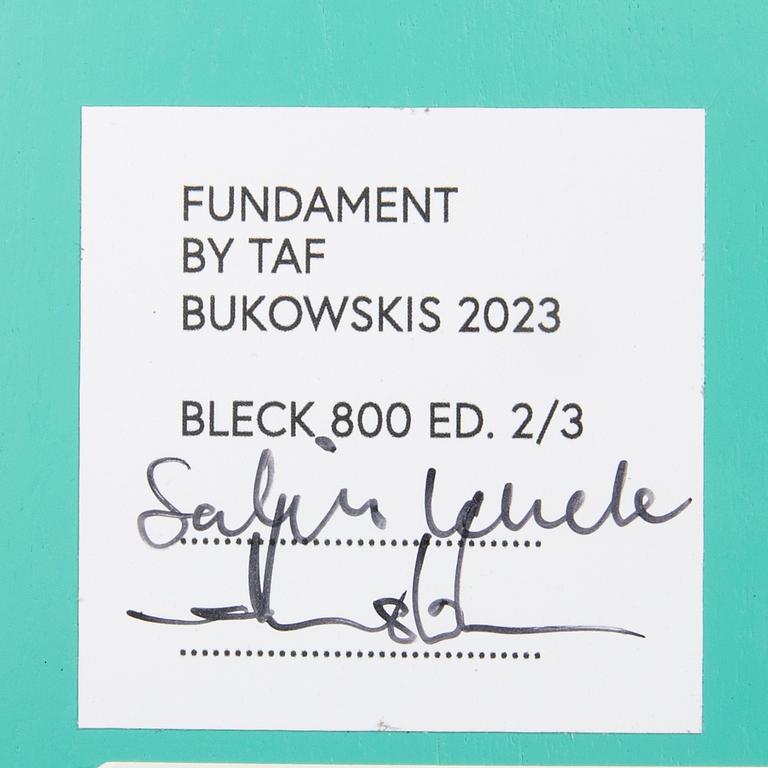 FUNDAMENT
BY TAF
BUKOWSKIS 2023
BLECK 800 ED. 2/3